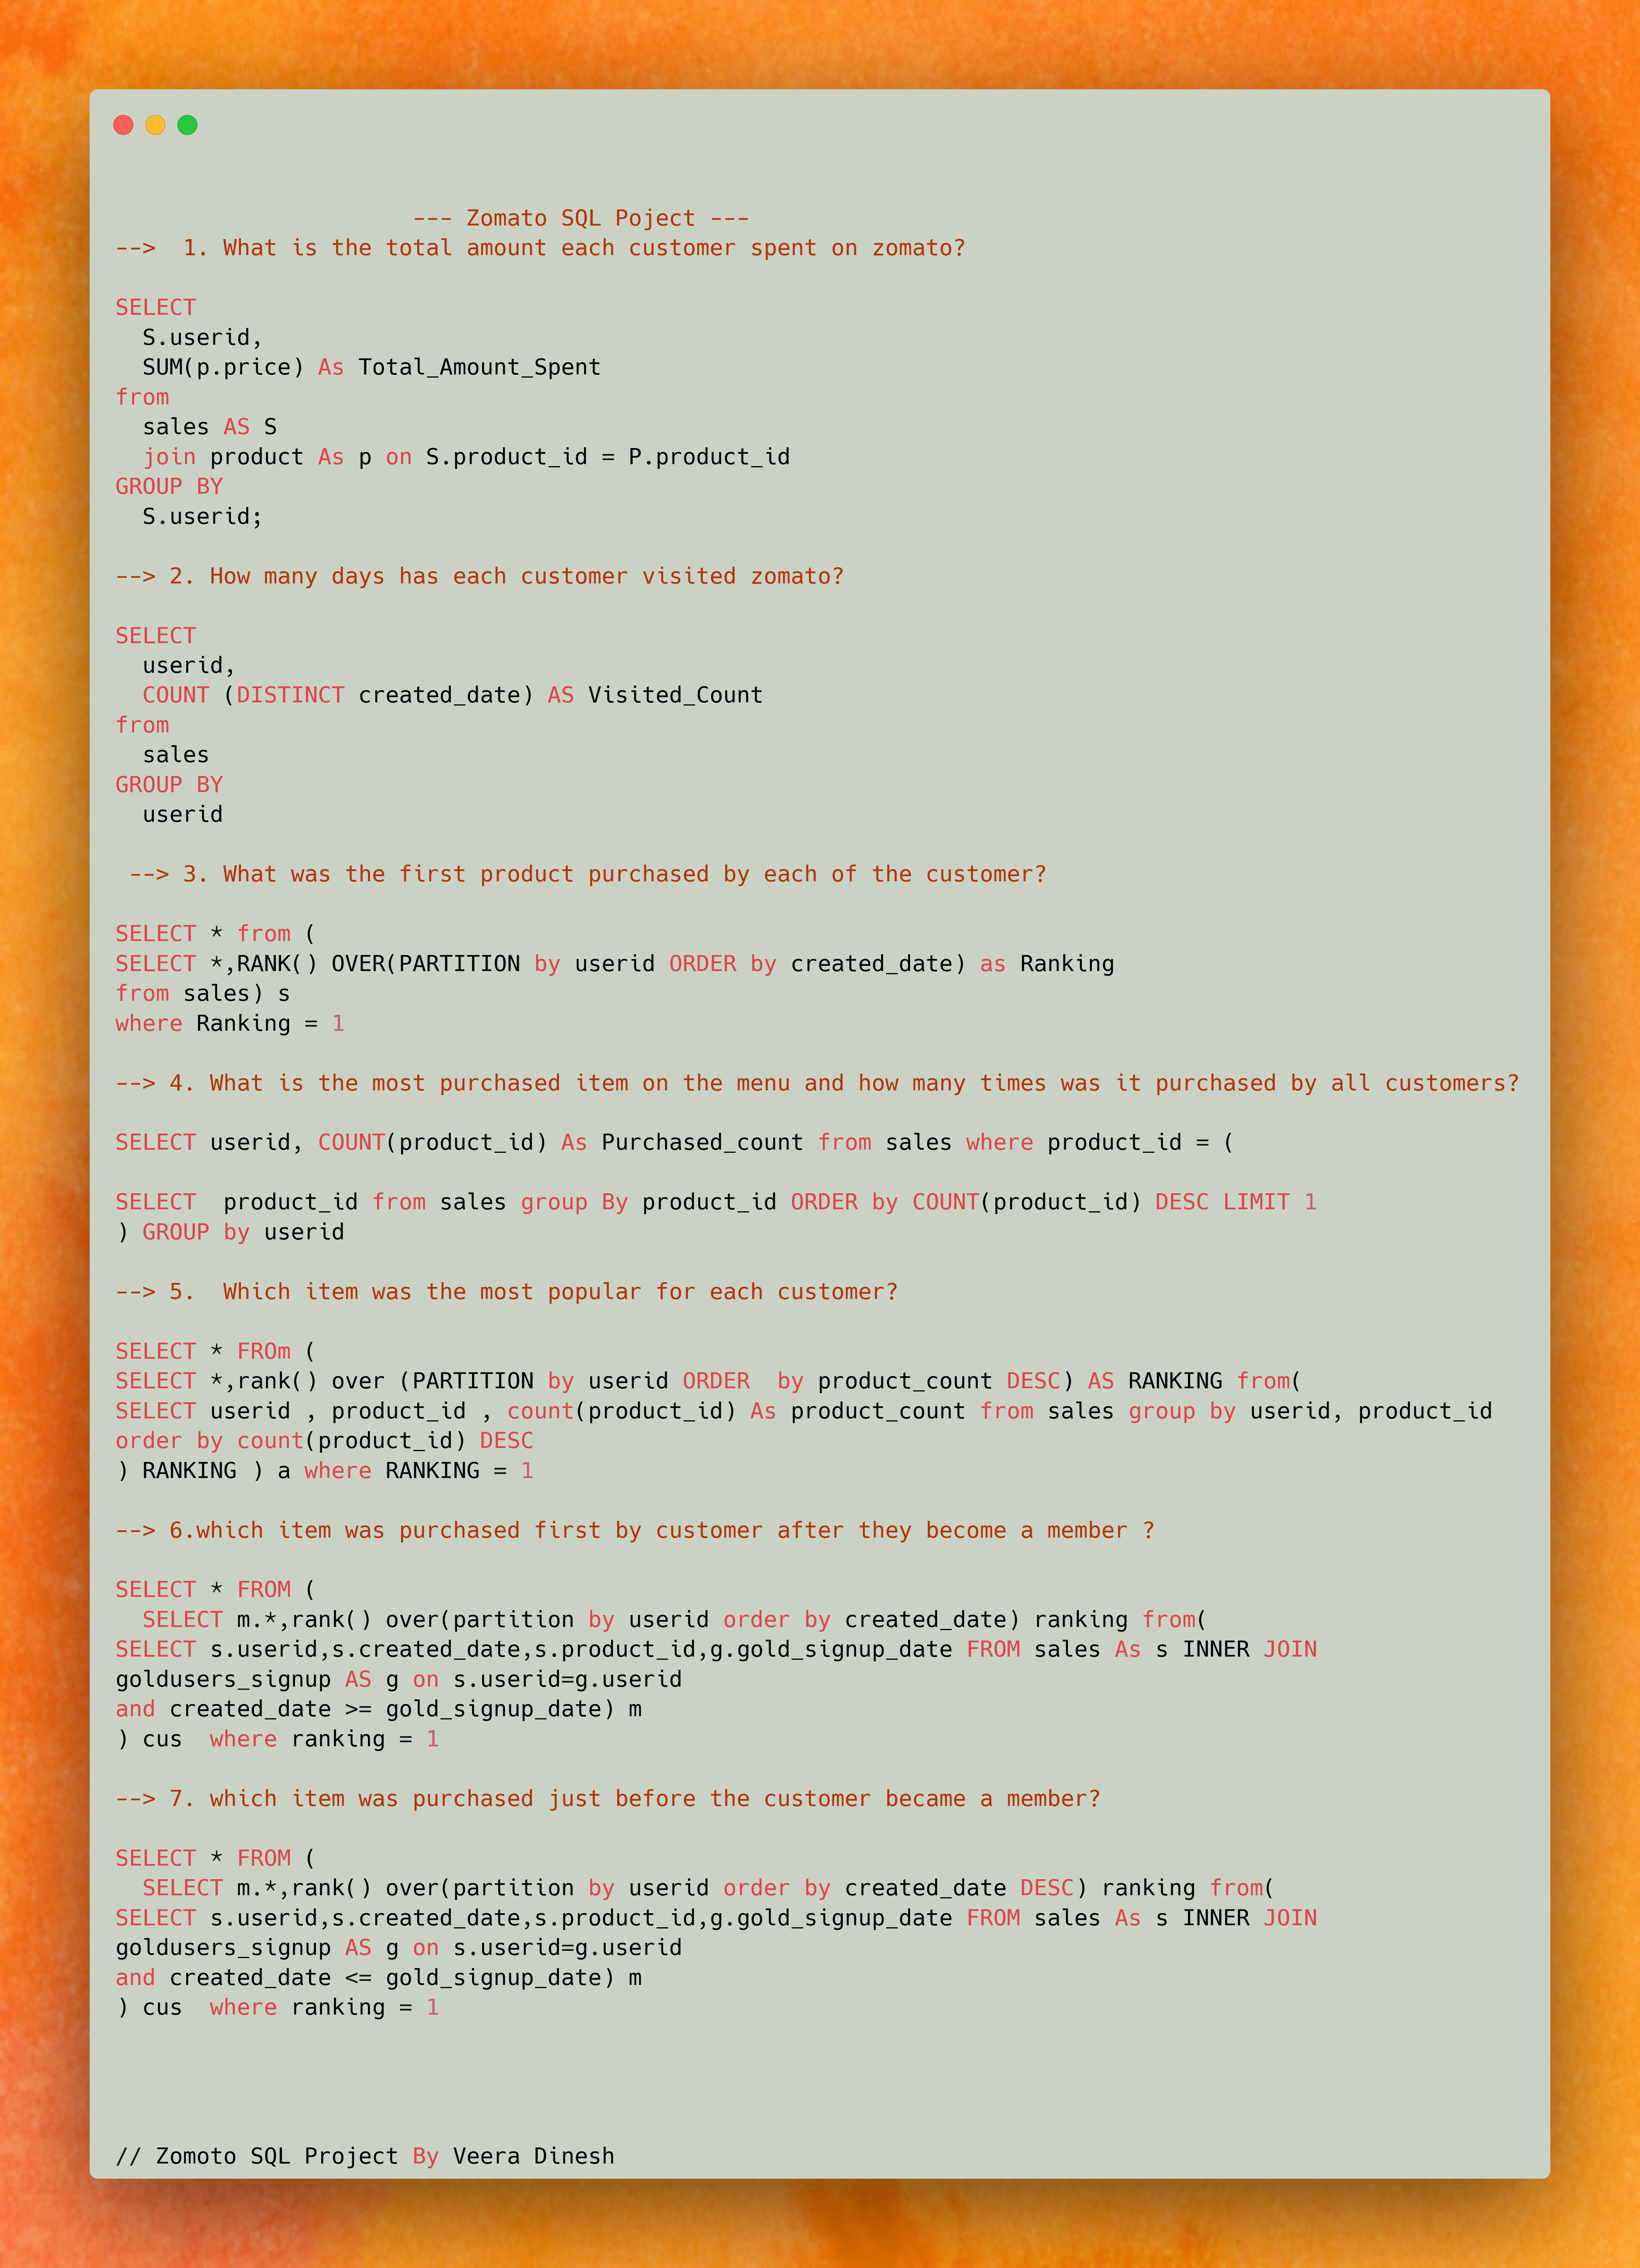 --- Zomato SQL Poject ---
-->  1. What is the total amount each customer spent on zomato?
SELECT
  S.userid,
  SUM(p.price) As Total_Amount_Spent
from
  sales AS S
  join product As p on S.product_id = P.product_id
GROUP BY
  S.userid;
--> 2. How many days has each customer visited zomato?
SELECT
  userid,
  COUNT (DISTINCT created_date) AS Visited_Count
from
  sales
GROUP BY
  userid
 --> 3. What was the first product purchased by each of the customer?
SELECT * from (
SELECT *,RANK() OVER(PARTITION by userid ORDER by created_date) as Ranking
from sales) s
where Ranking = 1
--> 4. What is the most purchased item on the menu and how many times was it purchased by all customers?
SELECT userid, COUNT(product_id) As Purchased_count from sales where product_id = (
SELECT  product_id from sales group By product_id ORDER by COUNT(product_id) DESC LIMIT 1
) GROUP by userid
--> 5.  Which item was the most popular for each customer?
SELECT * FROm (
SELECT *,rank() over (PARTITION by userid ORDER  by product_count DESC) AS RANKING from(
SELECT userid , product_id , count(product_id) As product_count from sales group by userid, product_id
order by count(product_id) DESC
) RANKING ) a where RANKING = 1
--> 6.which item was purchased first by customer after they become a member ?
SELECT * FROM (
  SELECT m.*,rank() over(partition by userid order by created_date) ranking from(
SELECT s.userid,s.created_date,s.product_id,g.gold_signup_date FROM sales As s INNER JOIN
goldusers_signup AS g on s.userid=g.userid
and created_date >= gold_signup_date) m
) cus  where ranking = 1
--> 7. which item was purchased just before the customer became a member?
SELECT * FROM (
  SELECT m.*,rank() over(partition by userid order by created_date DESC) ranking from(
SELECT s.userid,s.created_date,s.product_id,g.gold_signup_date FROM sales As s INNER JOIN
goldusers_signup AS g on s.userid=g.userid
and created_date <= gold_signup_date) m
) cus  where ranking = 1
// Zomoto SQL Project By Veera Dinesh